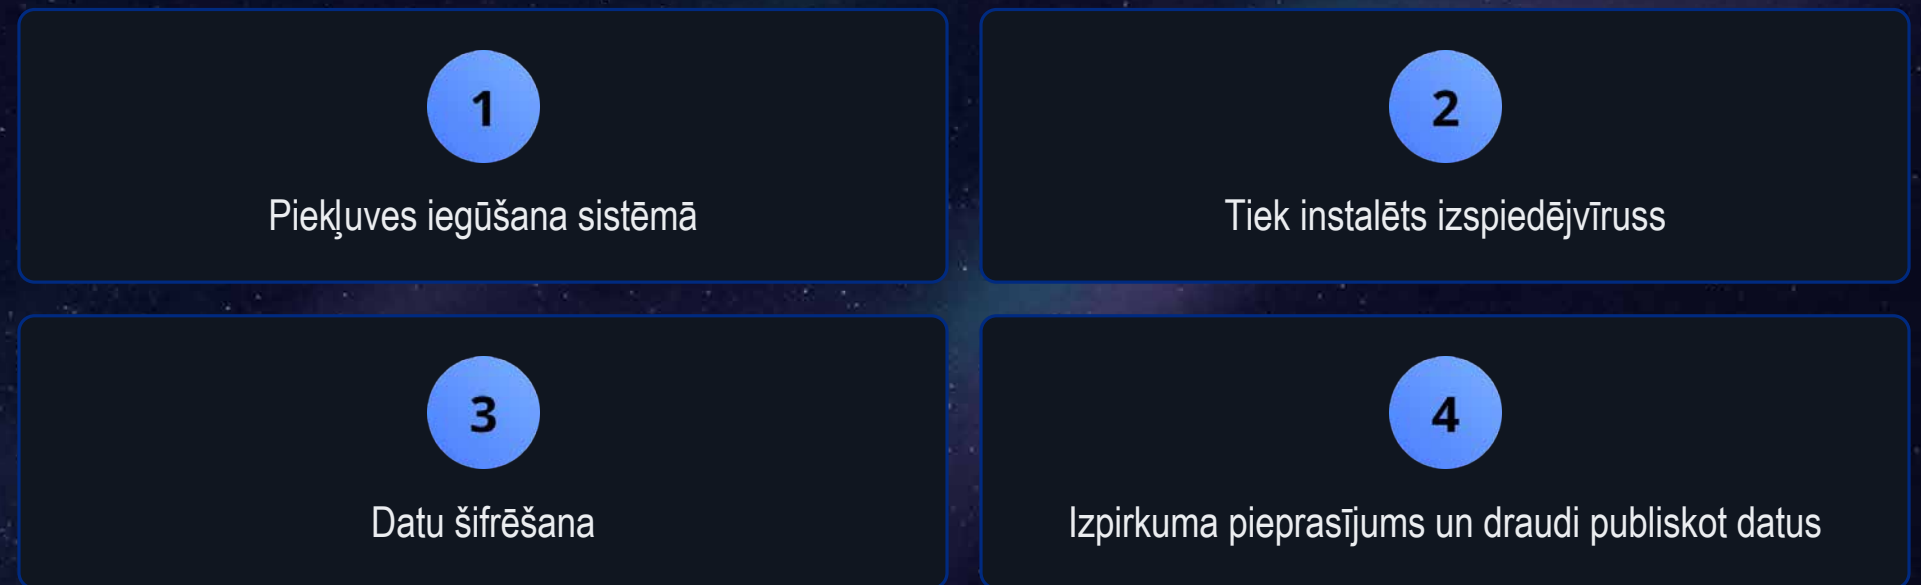 1
Piekļuves iegūšana sistēmā
2
Tiek instalēts izspiedējvīruss
3
Datu šifrēšana
4
Izpirkuma pieprasījums un draudi publiskot datus